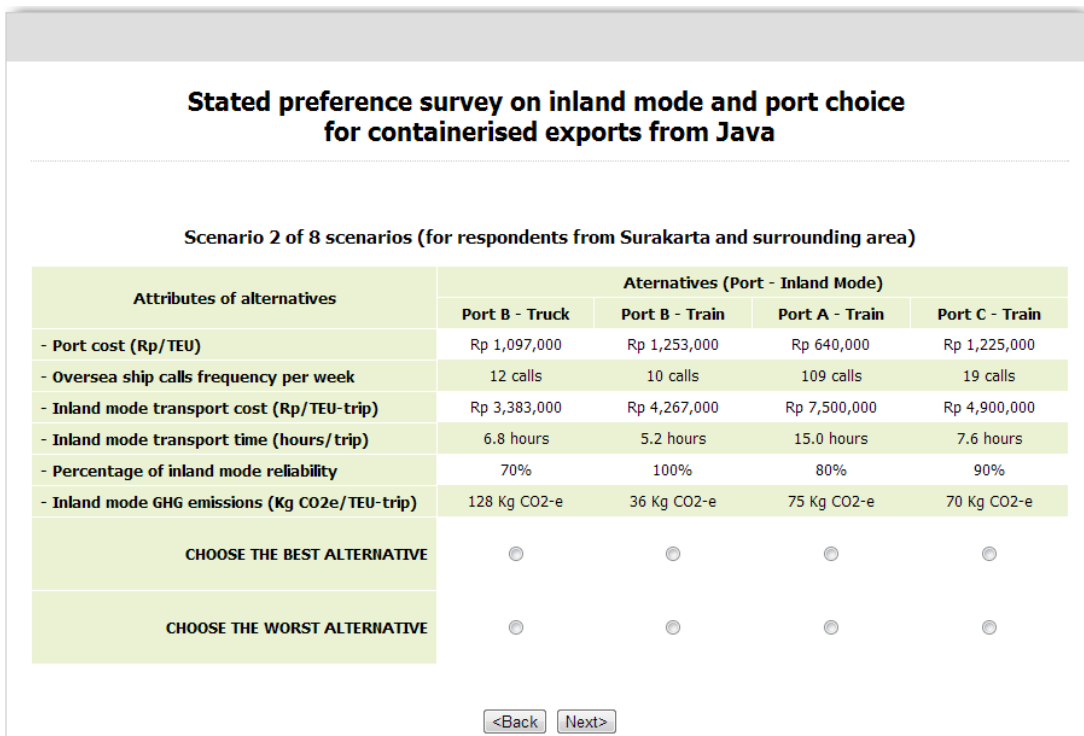 Stated preference survey on inland mode and port choice
for containerised exports from Java
Scenario 2 of 8 scenarios (for respondents from Surakarta and surrounding area)
Attributes of alternatives
Aternatives (Port - Inland Mode)
Port B - Truck Port B - Train Port A - Train Port C - Train
- Port cost (Rp/TEU) Rp 1,097,000 Rp 1,253,000 Rp 640,000 Rp 1,225,000
- Oversea ship calls frequency per week 12 calls 10 calls 109 calls 19 calls
- Inland mode transport cost (Rp/TEU-trip) Rp 3,383,000 Rp 4,267,000 Rp 7,500,000 Rp 4,900,000
- Inland mode transport time (hours/trip) 6.8 hours 5.2 hours 15.0 hours 7.6 hours
- Percentage of inland mode reliability 70% 100% 80% 90%
- Inland mode GHG emissions (Kg CO2e/TEU-trip) 128 Kg CO2-e 36 Kg CO2-e 75 Kg CO2-e 70 Kg CO2-e
CHOOSE THE BEST ALTERNATIVE
CHOOSE THE WORST ALTERNATIVE
<Back Next>